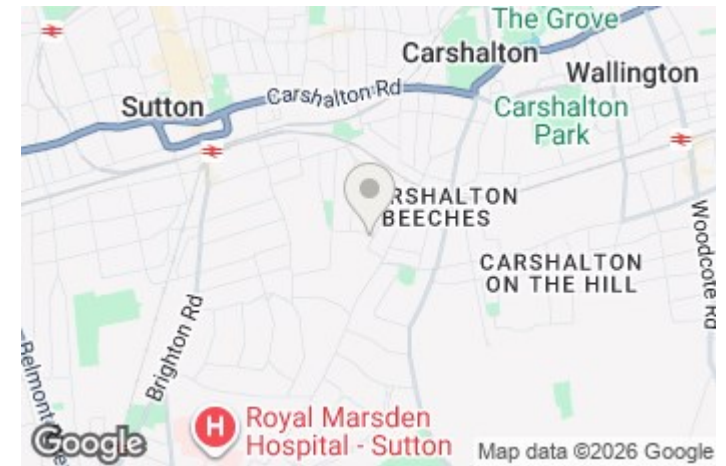 The Grove
Carshalton
Wallington
Sutton
Carshalton Rd
Carshalton
Park
RSHALTON
BEECHES
CARSHALTON
ON THE HILL
Woodcote Rd
Brighton Rd
Belmont
H
Royal Marsden
Hospital - Sutton
Google
Map data ©2026 Google